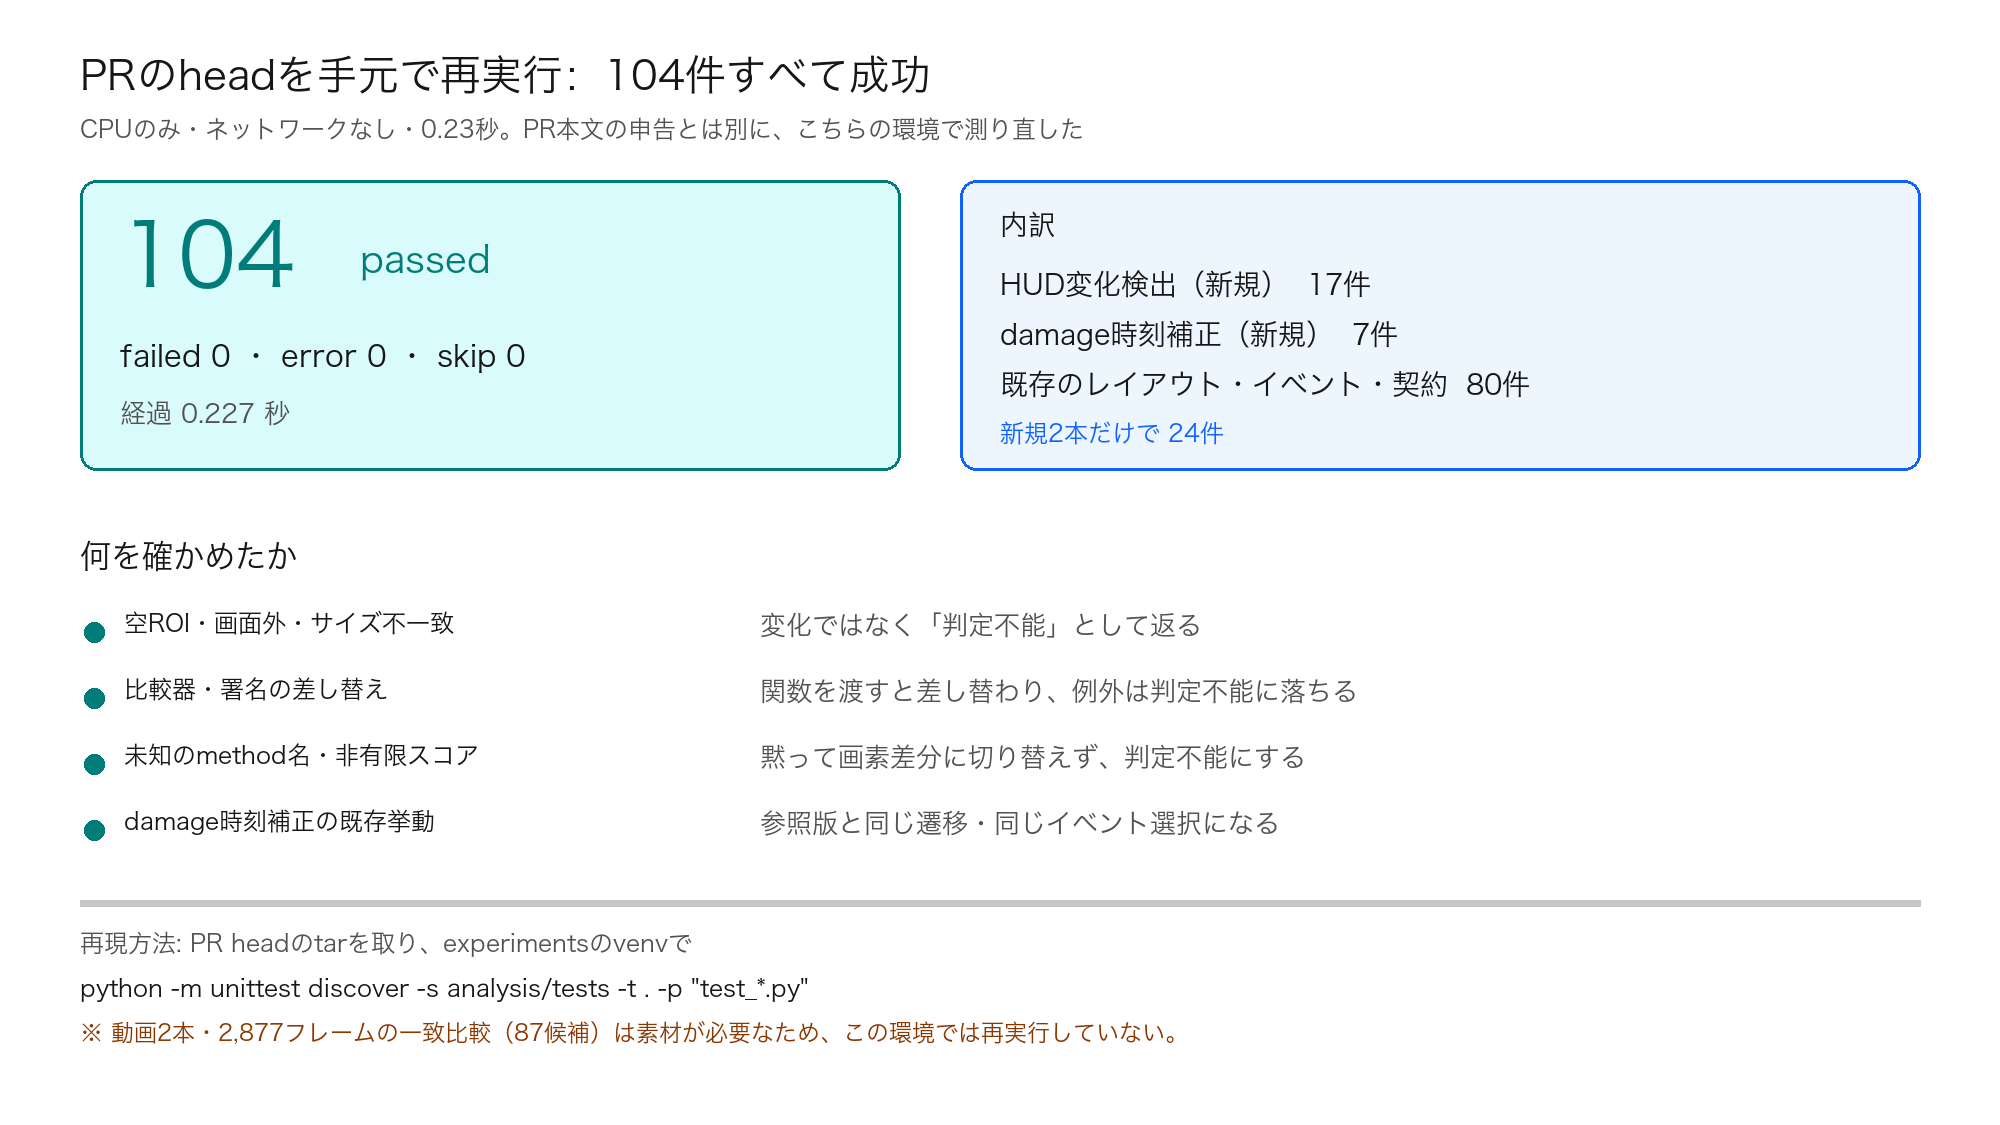 PRのheadを手元で再実行：104件すべて成功
CPUのみ・ネットワークなし・0.23秒。PR本文の申告とは別に、こちらの環境で測り直した
104 passed
failed 0 ・ error 0 ・ skip 0
経過 0.227 秒
内訳
HUD変化検出（新規） 17件
damage時刻補正（新規） 7件
既存のレイアウト・イベント・契約 80件
新規2本だけで 24件
何を確かめたか
空ROI・画面外・サイズ不一致 変化ではなく「判定不能」として返る
比較器・署名の差し替え 関数を渡すと差し替わり、例外は判定不能に落ちる
未知のmethod名・非有限スコア 黙って画素差分に切り替えず、判定不能にする
damage時刻補正の既存挙動 参照版と同じ遷移・同じイベント選択になる
再現方法: PR headのtarを取り、experimentsのvenvで
python -m unittest discover -s analysis/tests -t . -p "test_*.py"
※ 動画2本・2,877フレームの一致比較（87候補）は素材が必要なため、この環境では再実行していない。